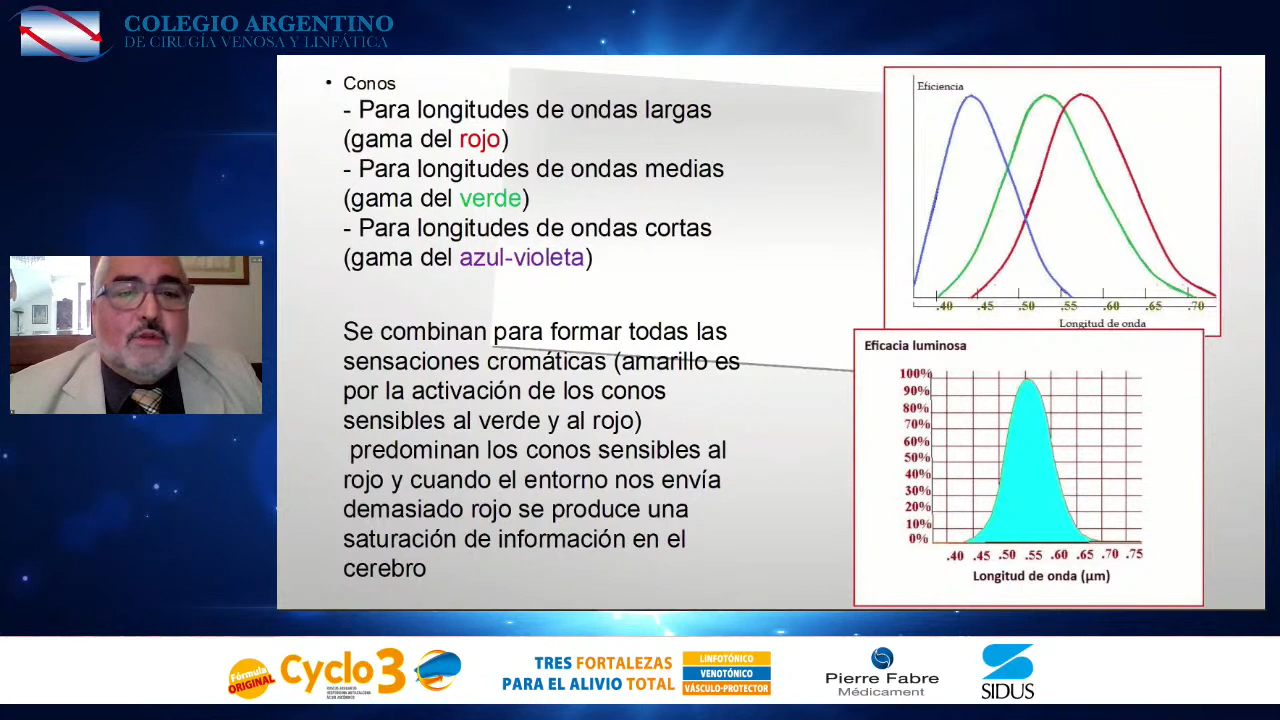 COLEGIO ARGENTINO
DE CIRUGÍA VENOSA Y LINFÁTICA
• Conos
- Para longitudes de ondas largas
(gama del rojo)
- Para longitudes de ondas medias
(gama del verde)
- Para longitudes de ondas cortas
(gama del azul-violeta)
Se combinan para formar todas las
sensaciones cromáticas (amarillo es
por la activación de los conos
sensibles al verde y al rojo)
predominan los conos sensibles al
rojo y cuando el entorno nos envía
demasiado rojo se produce una
saturación de información en el
cerebro
Eficiencia
.40 .45 .50 .55 .60 .65 .70
Longitud de onda
Eficacia luminosa
100%
90%
80%
70%
60%
50%
40%
30%
20%
10%
0%
.40 .45 .50 .55 .60 .65 .70 .75
Longitud de onda (µm)
Fórmula
ORIGINAL
Cyclo 3
TRES FORTALEZAS
PARA EL ALIVIO TOTAL
LINFOTÓNICO
VENOTÓNICO
VÁSCULO-PROTECTOR
Pierre Fabre
Médicament
SIDUS